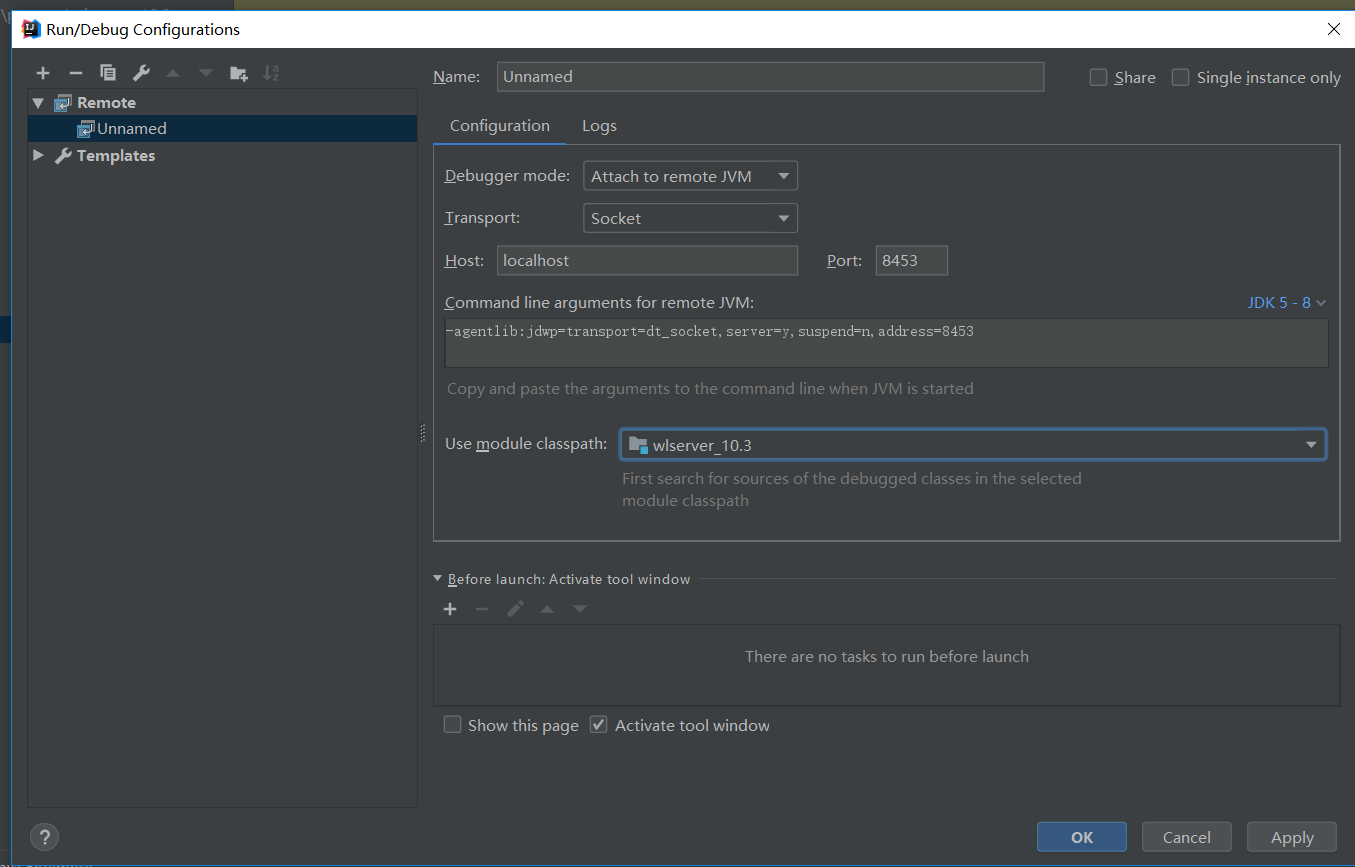 Run/Debug Configurations
Remote
Unnamed
Templates
Name: Unnamed Share Single instance only
Configuration Logs
Debugger mode: Attach to remote JVM
Transport: Socket
Host: localhost Port: 8453
Command line arguments for remote JVM: JDK 5 - 8
-agentlib:jdwp=transport=dt_socket,server=y,suspend=n,address=8453
Copy and paste the arguments to the command line when JVM is started
Use module classpath: wlserver_10.3
First search for sources of the debugged classes in the selected
module classpath
Before launch: Activate tool window
There are no tasks to run before launch
Show this page Activate tool window
? OK Cancel Apply